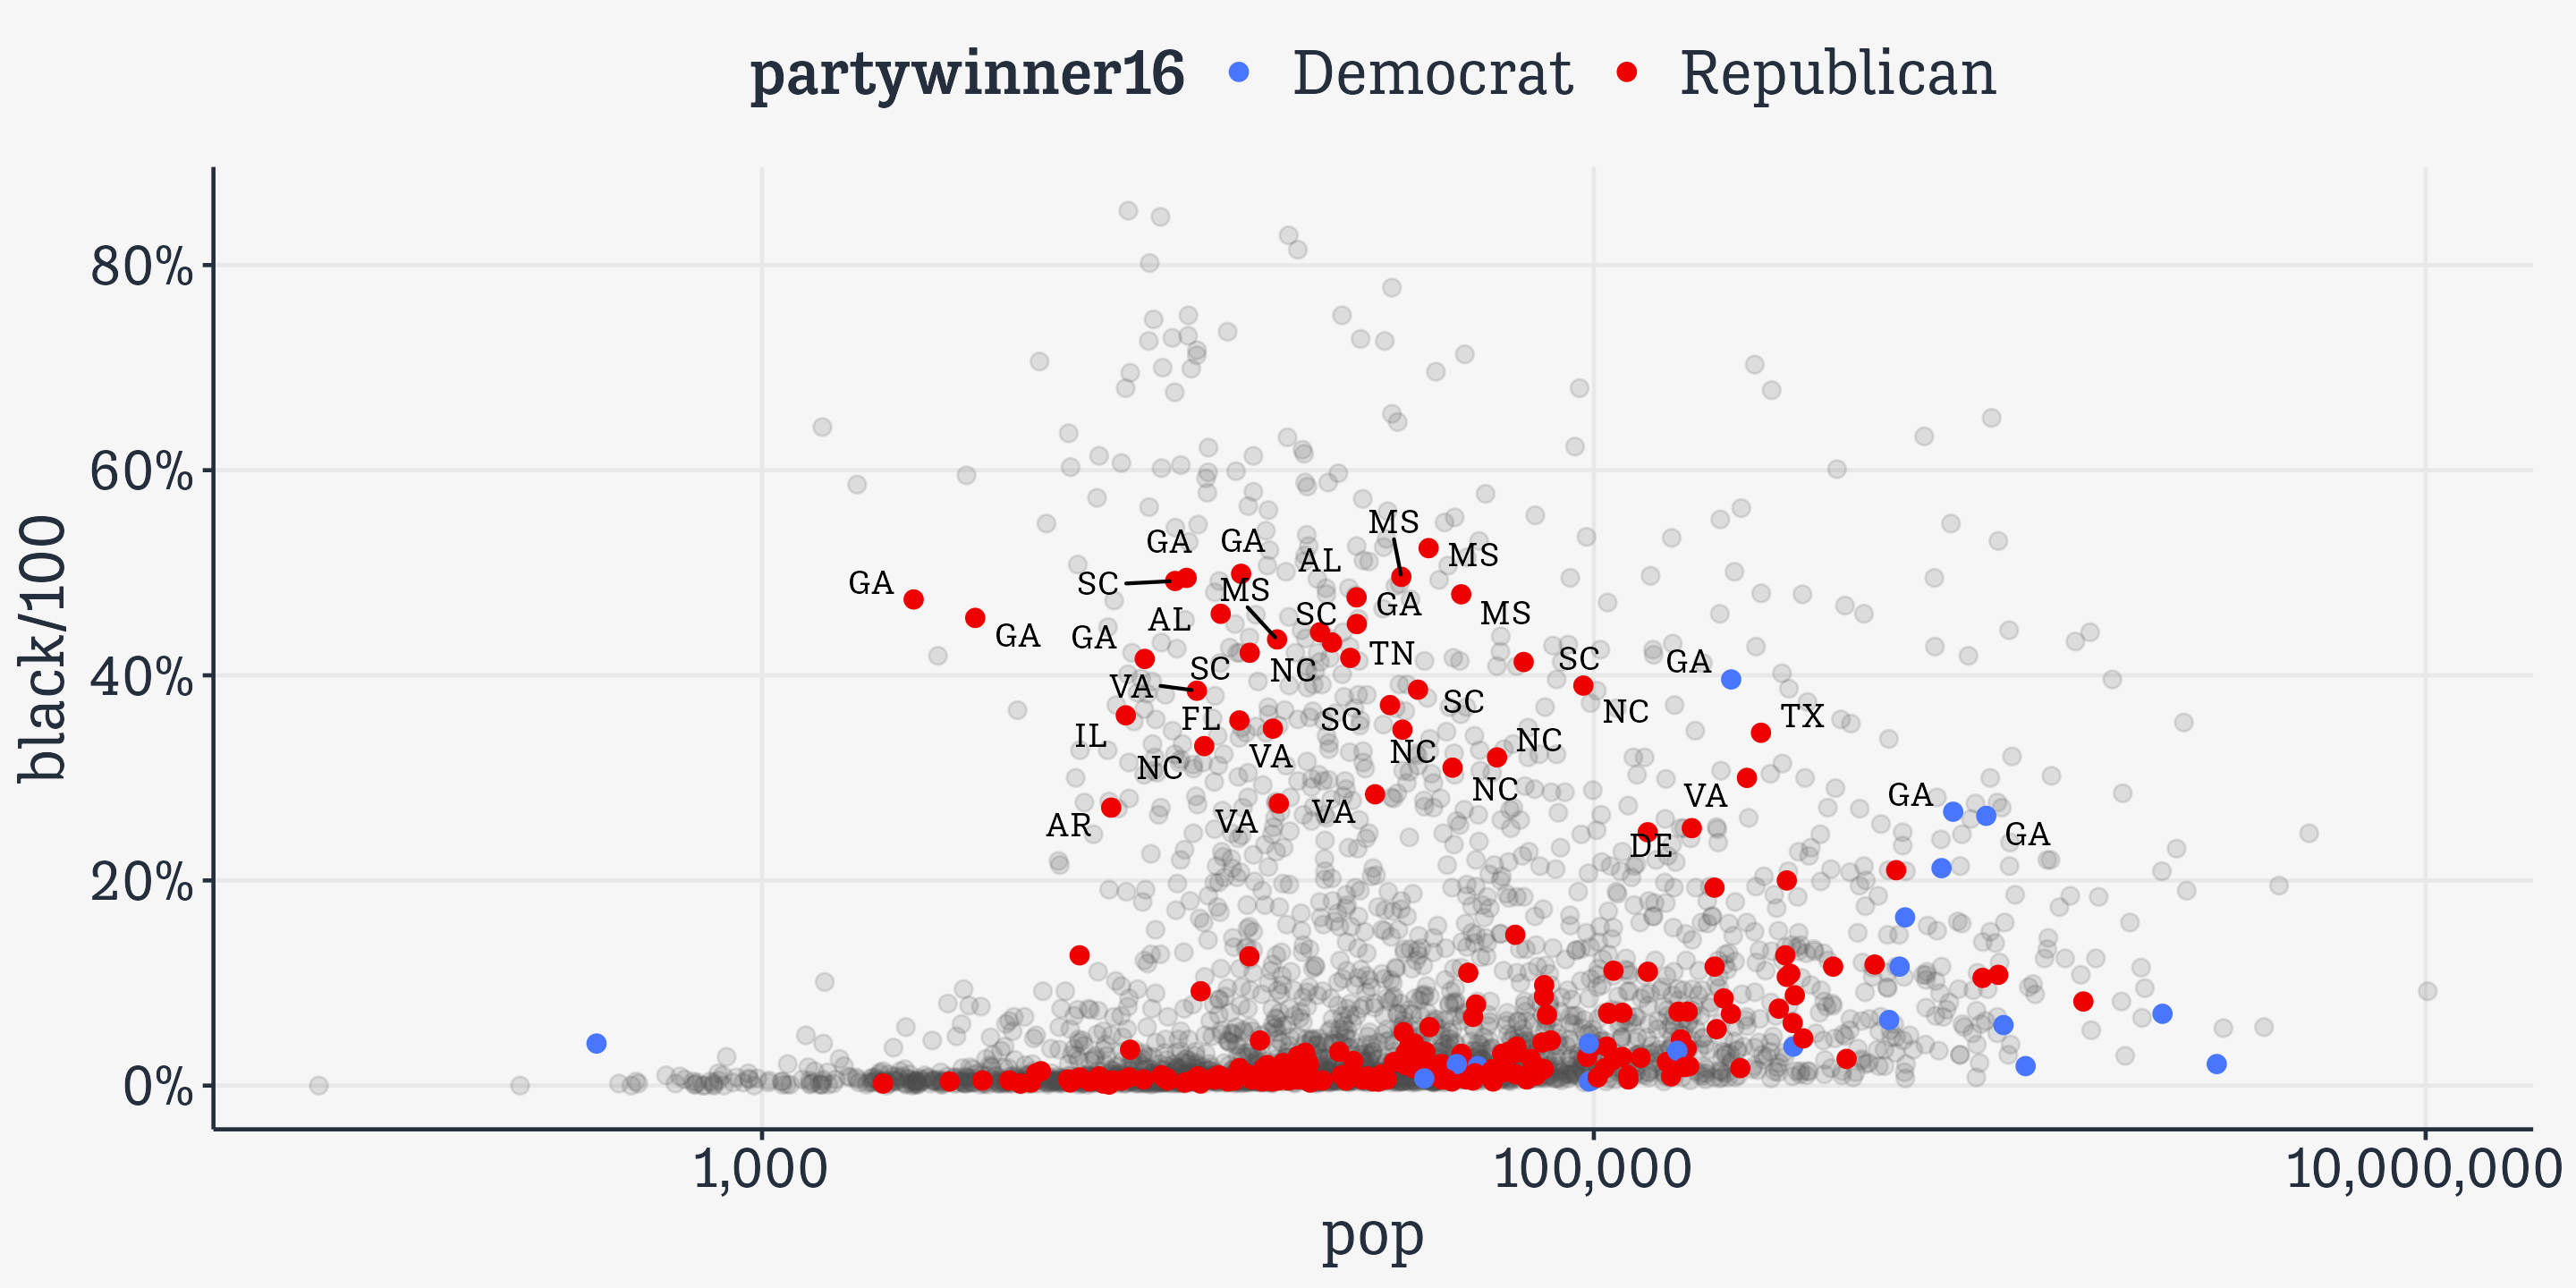 partywinner16 Democrat Republican
black/100
80%
60%
40%
20%
0%
MS
GA GA
AL MS
GA SC
MS
GA MS
SC
AL
GA GA
TN
SC GA
SC NC
VA
SC
NC
FL SC TX
IL
NC
NC
VA
NC
NC
GA
VA
AR VA VA
GA
DE
1,000 100,000 10,000,000
pop